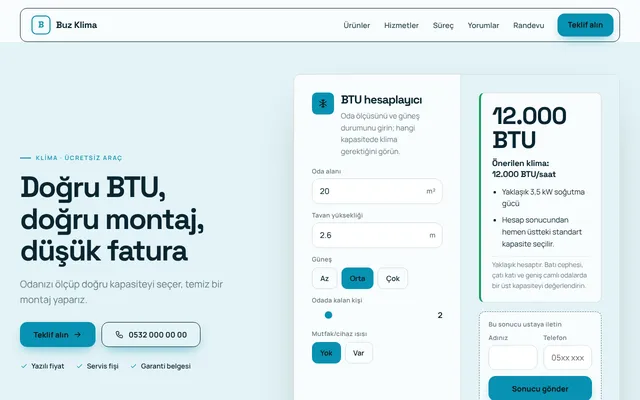 B Buz Klima
Ürünler Hizmetler Süreç Yorumlar Randevu Teklif alın
KLİMA · ÜCRETSİZ ARAÇ
Doğru BTU,
doğru montaj,
düşük fatura
Odanızı ölçüp doğru kapasiteyi seçer, temiz bir
montaj yaparız.
Teklif alın → 0532 000 00 00
Yazılı fiyat Servis fişi Garanti belgesi
BTU hesaplayıcı
Oda ölçüsünü ve güneş
durumunu girin; hangi
kapasitede klima
gerektiğini görün.
Oda alanı
20 m²
Tavan yüksekliği
2.6 m
Güneş
Az Orta Çok
Odada kalan kişi
2
Mutfak/cihaz ısısı
Yok Var
12.000
BTU
Önerilen klima:
12.000 BTU/saat
• Yaklaşık 3,5 kW soğutma
gücü
• Hesap sonucundan
hemen üstteki standart
kapasite seçilir.
Yaklaşık hesaptır. Batı cephesi,
çatı katı ve geniş camlı odalarda
bir üst kapasiteyi değerlendirin.
Bu sonucu ustaya iletin
Adınız Telefon
05xx xxx
Sonucu gönder